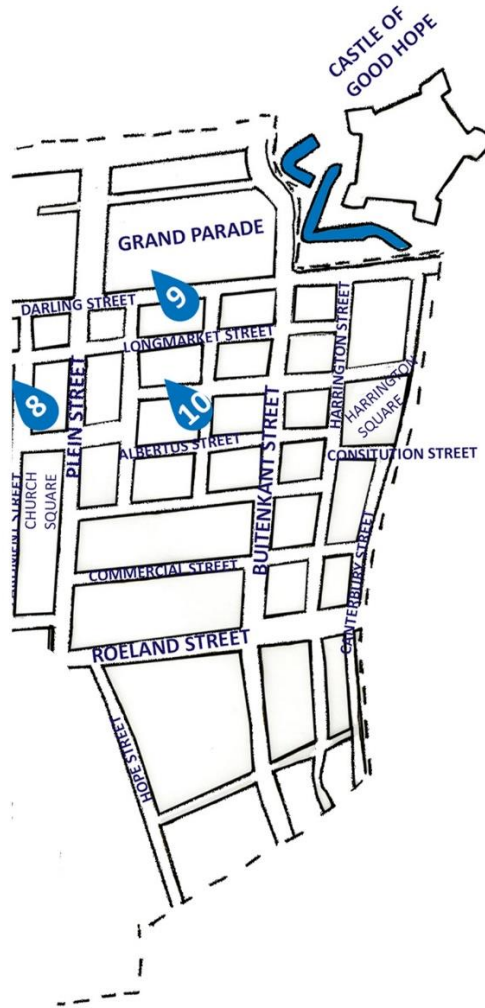 CASTLE OF
GOOD HOPE
GRAND PARADE
DARLING STREET
9
LONGMARKET STREET
HARRINGTON STREET
8
PLEIN STREET
10
HARRINGTON
SQUARE
ALBERTUS STREET
BUITENKANT STREET
CONSITUTION STREET
CHURCH
SQUARE
STREET
COMMERCIAL STREET
CANTERBURY STREET
ROELAND STREET
HOPE STREET